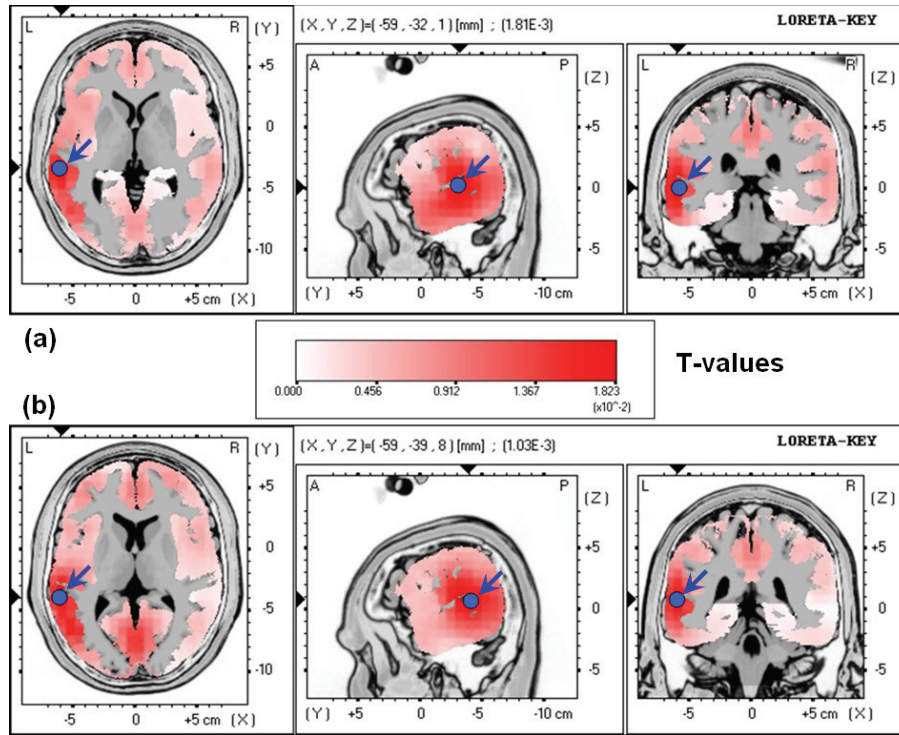 L R (Y) (X,Y,Z)=(-59,-32,1)[mm] ; (1.81E-3) LORETA-KEY
A P (Z) L R (Z)
+5 +5 +5
0 0 0
-5 -5 -5
-10
-5 0 +5 cm (X) (Y) +5 0 -5 -10 cm -5 0 +5 cm (X)
(a)
T-values
0.000 0.456 0.912 1.367 1.823
(x10^-2)
(b)
L R (Y) (X,Y,Z)=(-59,-39,8)[mm] ; (1.03E-3) LORETA-KEY
A P (Z) L R (Z)
+5 +5 +5
0 0 0
-5 -5 -5
-10
-5 0 +5 cm (X) (Y) +5 0 -5 -10 cm -5 0 +5 cm (X)